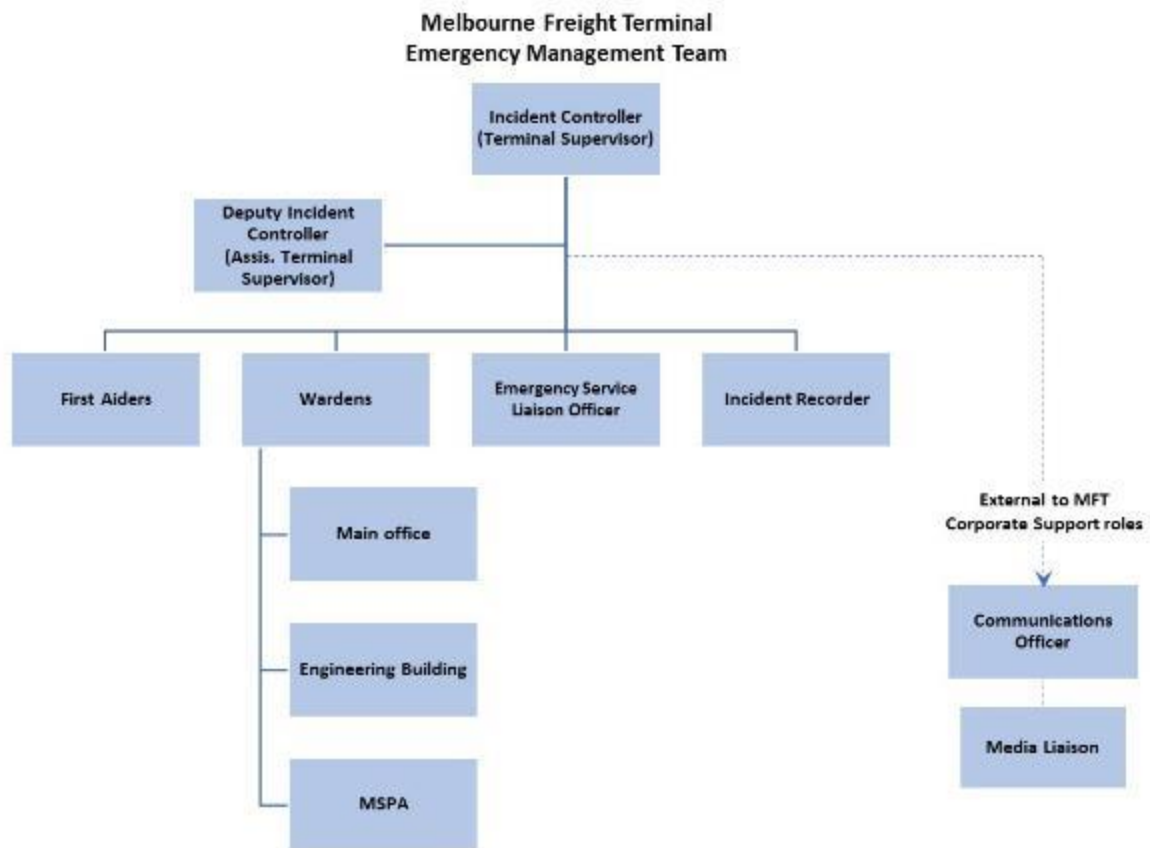 Melbourne Freight Terminal
Emergency Management Team
Incident Controller
(Terminal Supervisor)
Deputy Incident
Controller
(Assis. Terminal
Supervisor)
First Aiders
Wardens
Emergency Service
Liaison Officer
Incident Recorder
Main office
Engineering Building
MSPA
External to MFT
Corporate Support roles
Communications
Officer
Media Liaison